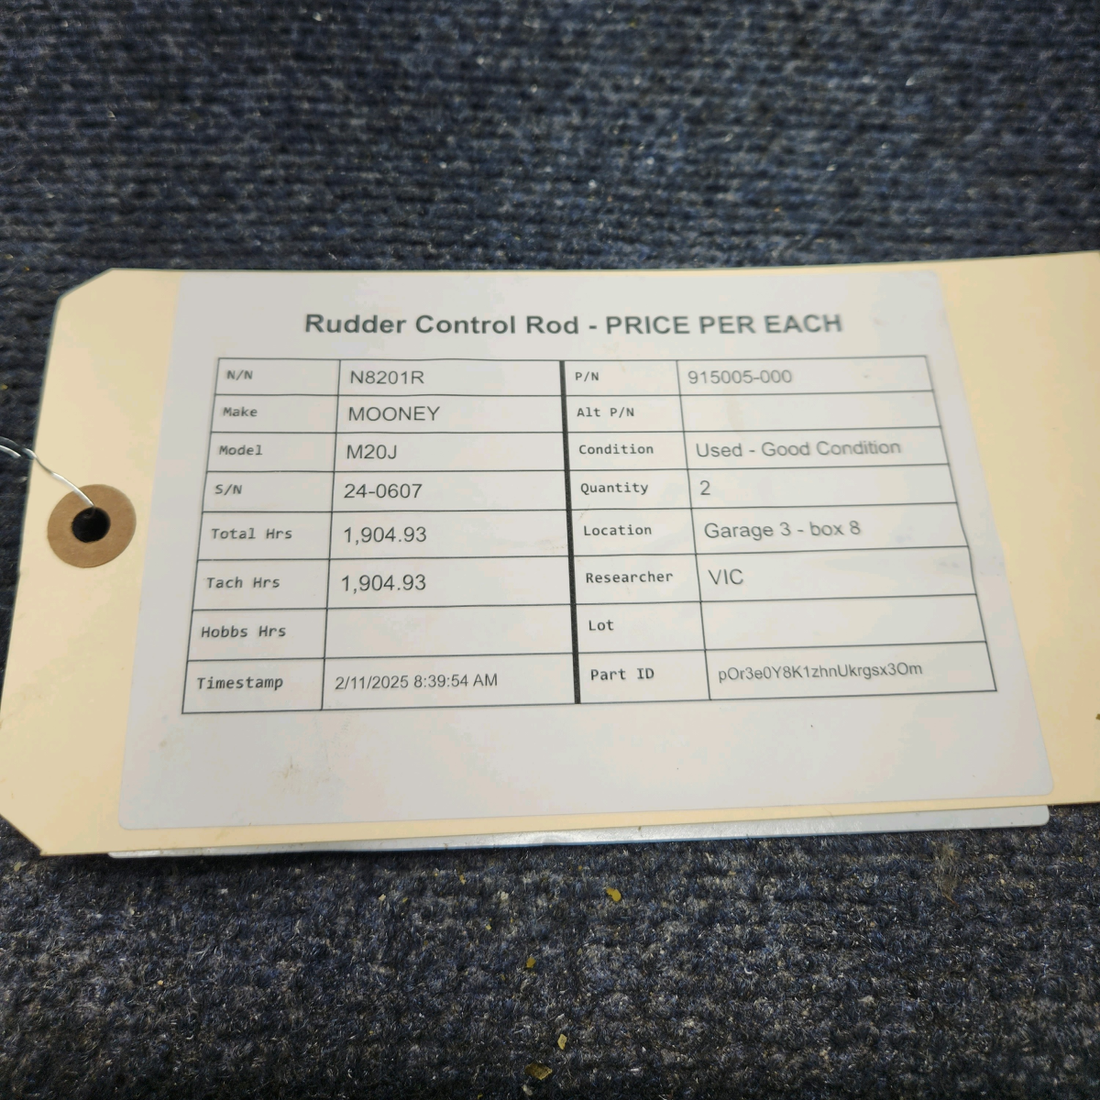 Rudder Control Rod - PRICE PER EACH
N/N N8201R P/N 915005-000
Make MOONEY Alt P/N
Model M20J Condition Used - Good Condition
S/N 24-0607 Quantity 2
Total Hrs 1,904.93 Location Garage 3 - box 8
Tach Hrs 1,904.93 Researcher VIC
Hobbs Hrs Lot
Timestamp 2/11/2025 8:39:54 AM Part ID pOr3e0Y8K1zhnUkrgsx3Om